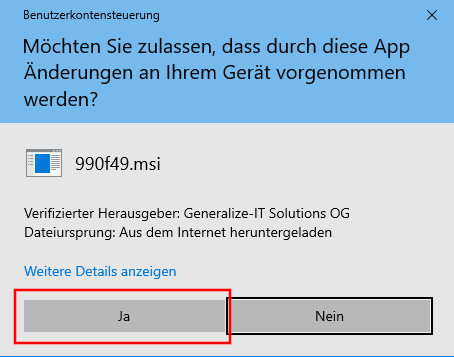 Benutzerkontensteuerung
Möchten Sie zulassen, dass durch diese App
Änderungen an Ihrem Gerät vorgenommen
werden?
990f49.msi
Verifizierter Herausgeber: Generalize-IT Solutions OG
Dateiursprung: Aus dem Internet heruntergeladen
Weitere Details anzeigen
Ja
Nein